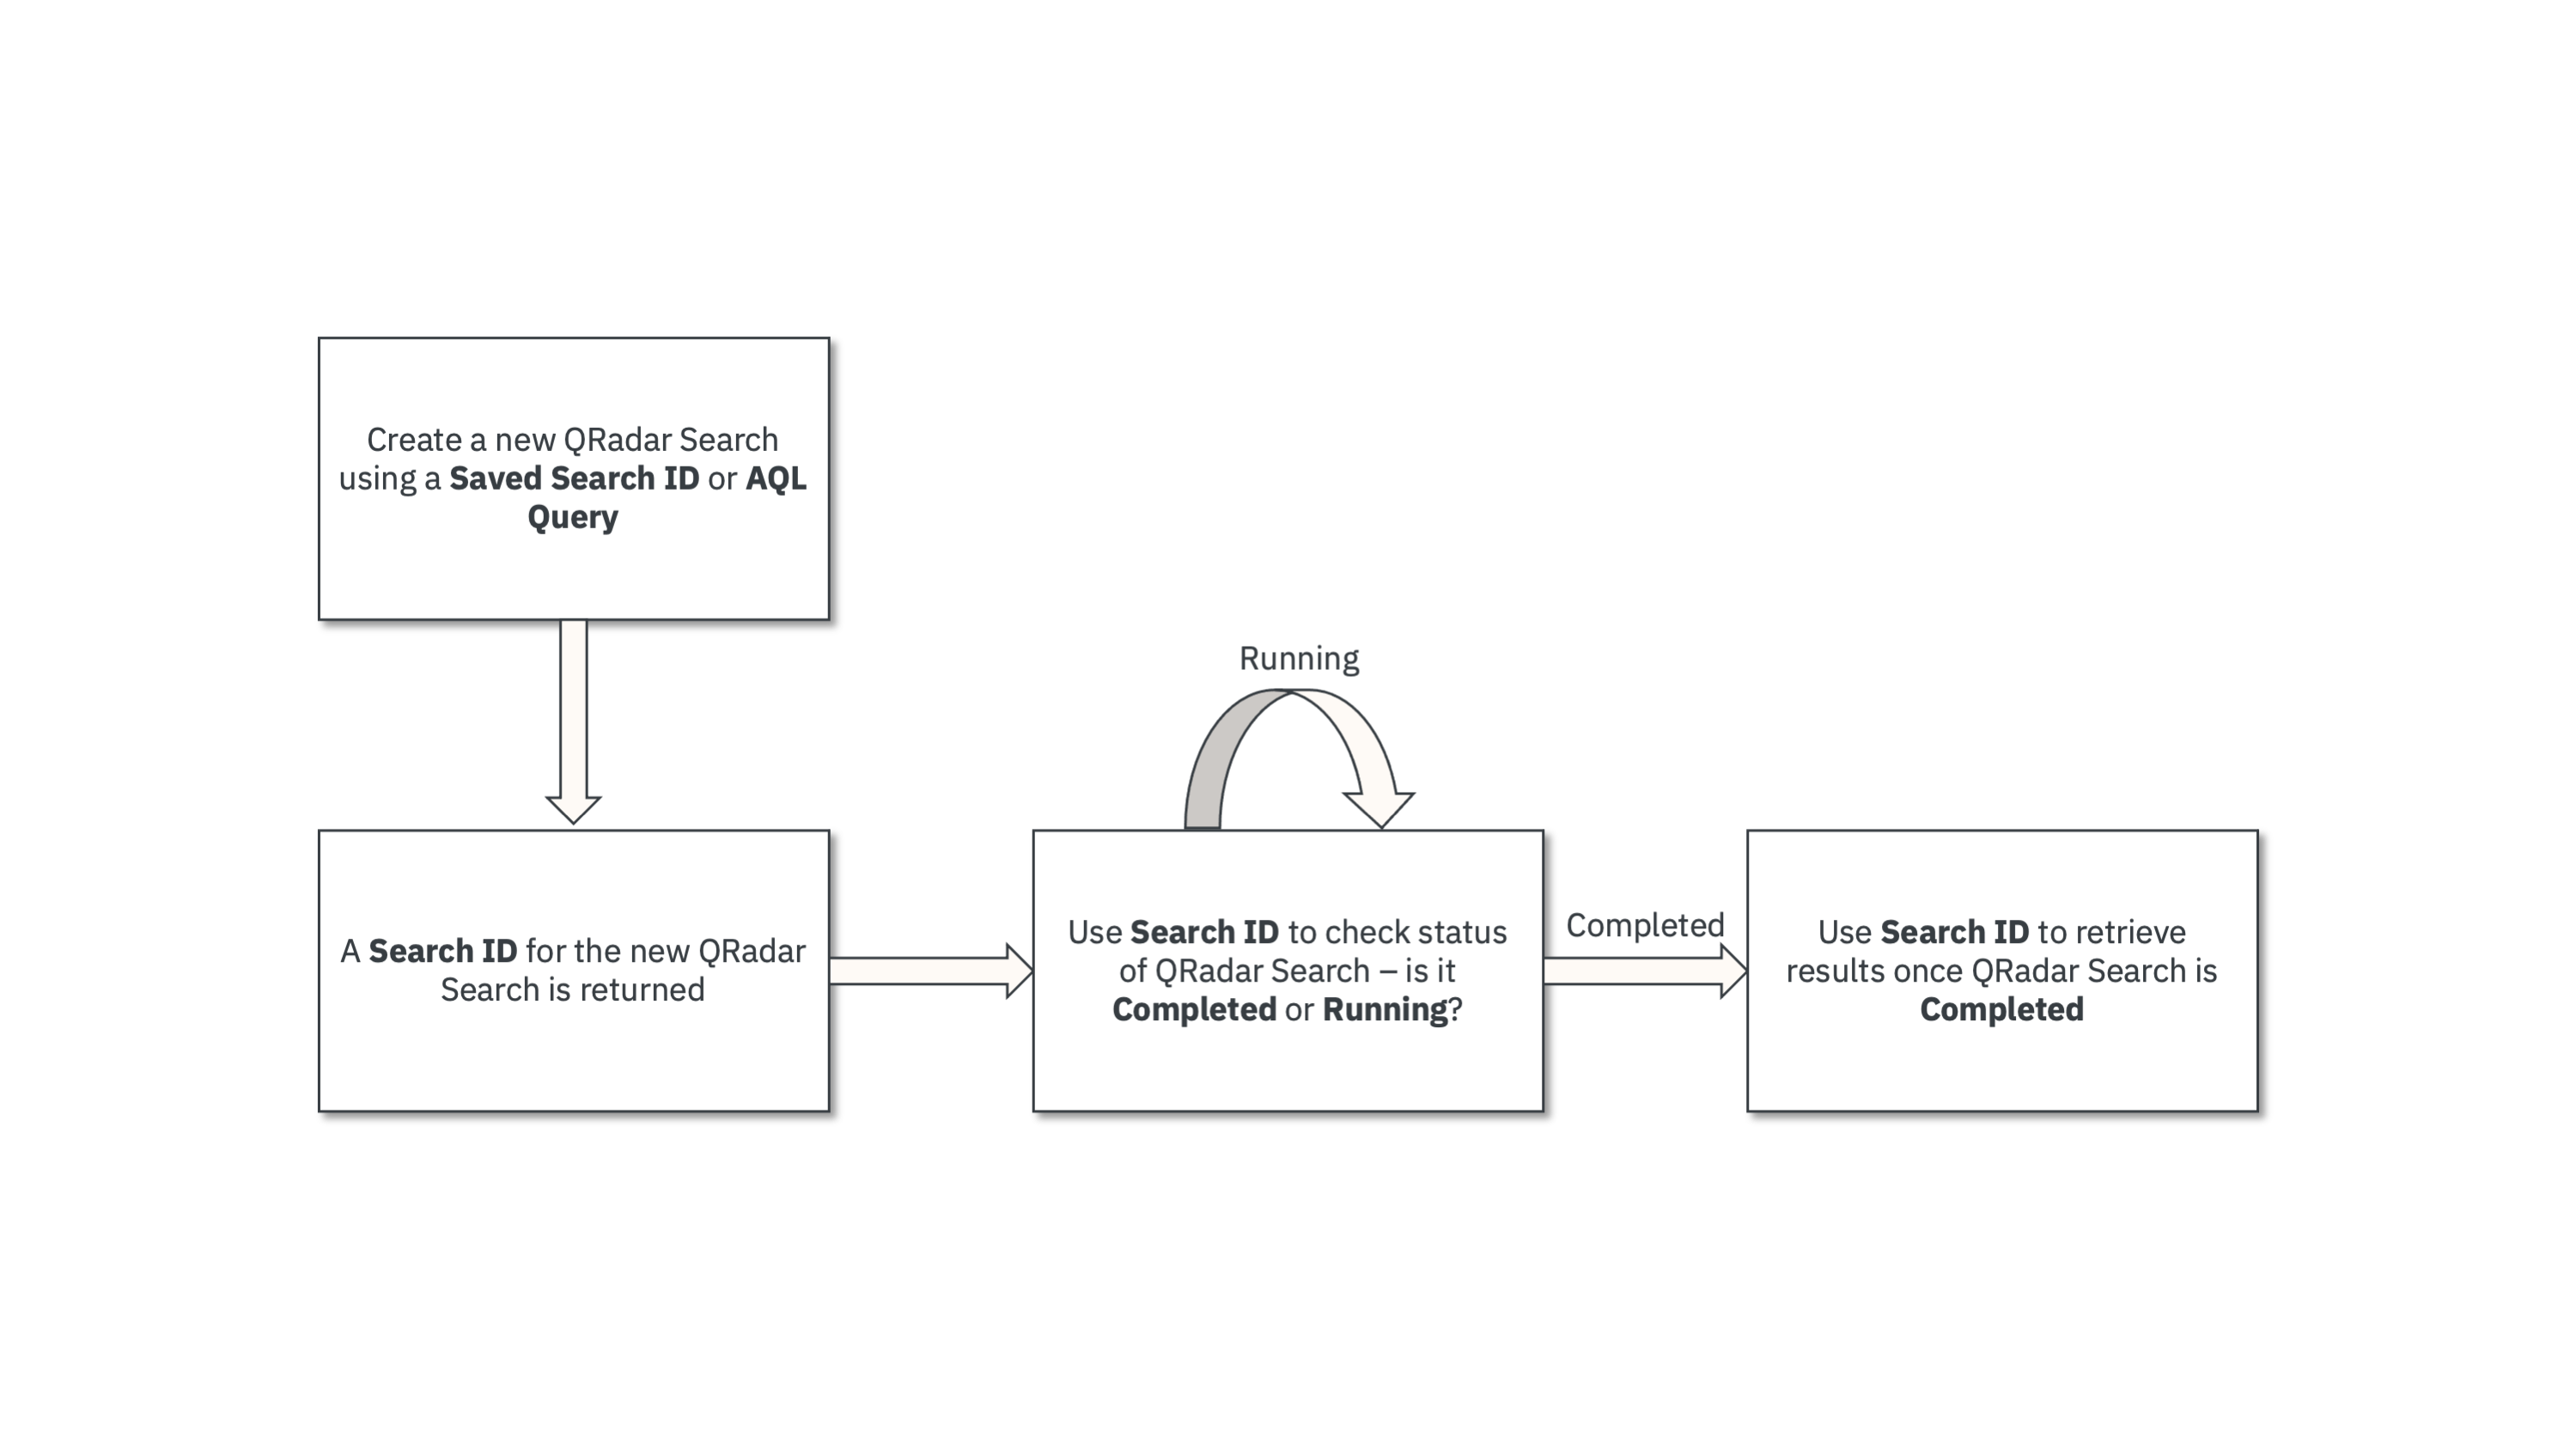 Create a new QRadar Search
using a Saved Search ID or AQL
Query
Running
A Search ID for the new QRadar
Search is returned
Use Search ID to check status
of QRadar Search – is it
Completed or Running?
Completed
Use Search ID to retrieve
results once QRadar Search is
Completed